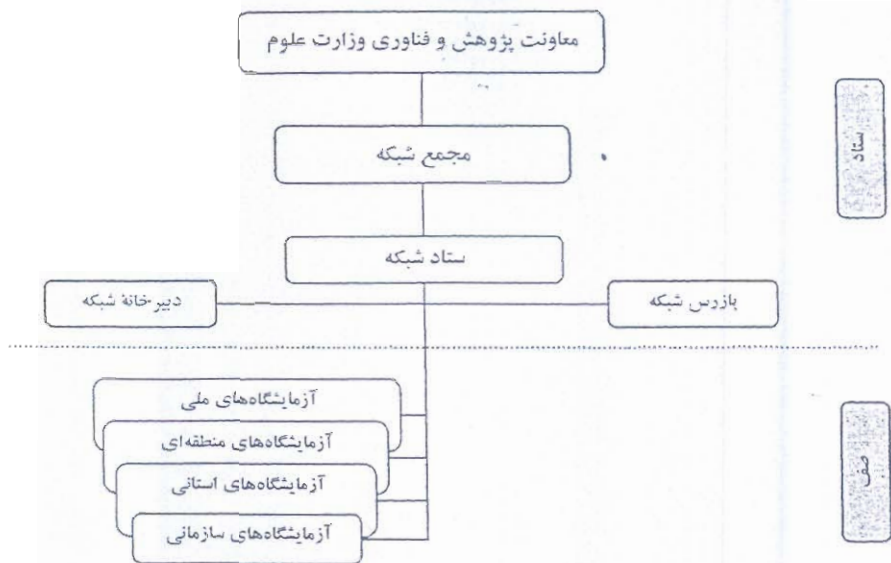 معاونت پژوهش و فناوری وزارت علوم
ستاد
مجمع شبکه
ستاد شبکه
بازرس شبکه
دبیرخانهٔ شبکه
آزمایشگاه‌های ملی
آزمایشگاه‌های منطقه‌ای
صف
آزمایشگاه‌های استانی
آزمایشگاه‌های سازمانی